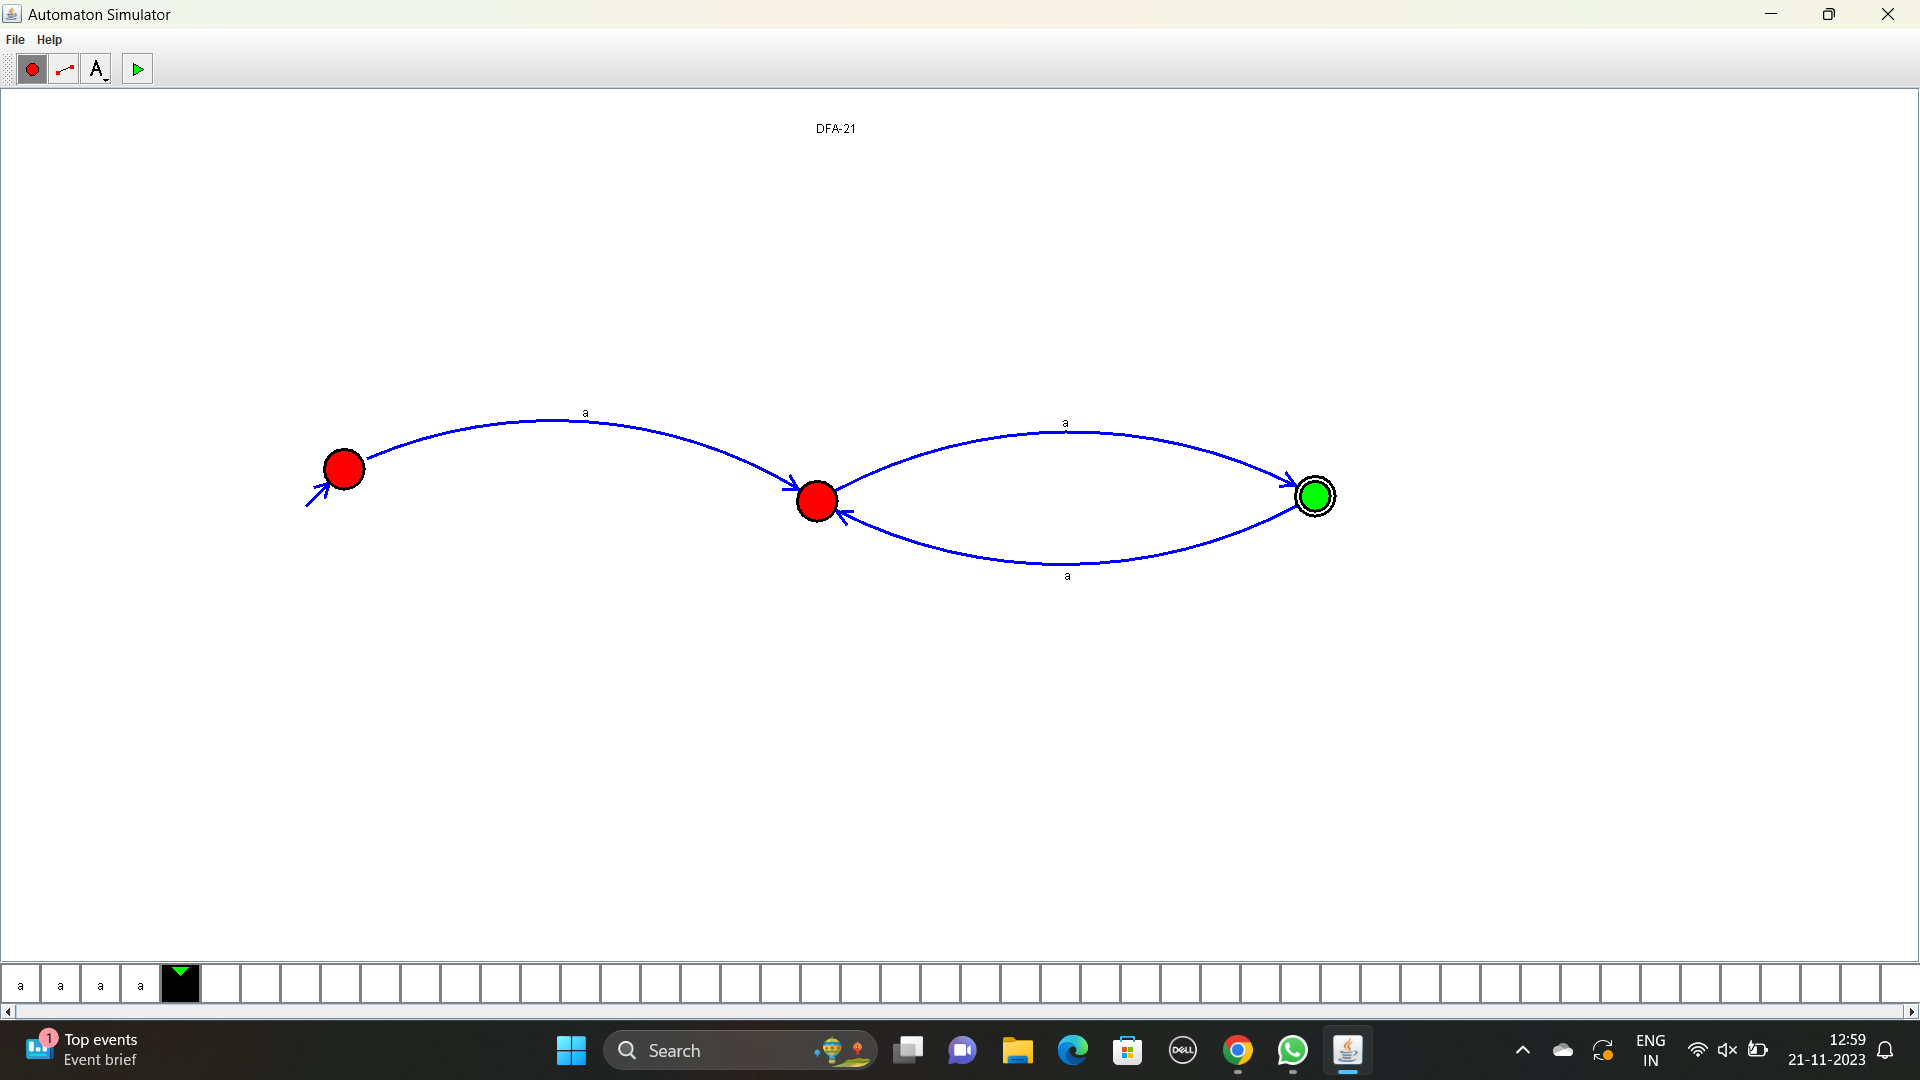 Automaton Simulator
File Help
A
DFA-21
a
a
a
a a a a
1
Top events
Event brief
Search
DELL
ENG
IN
12:59
21-11-2023